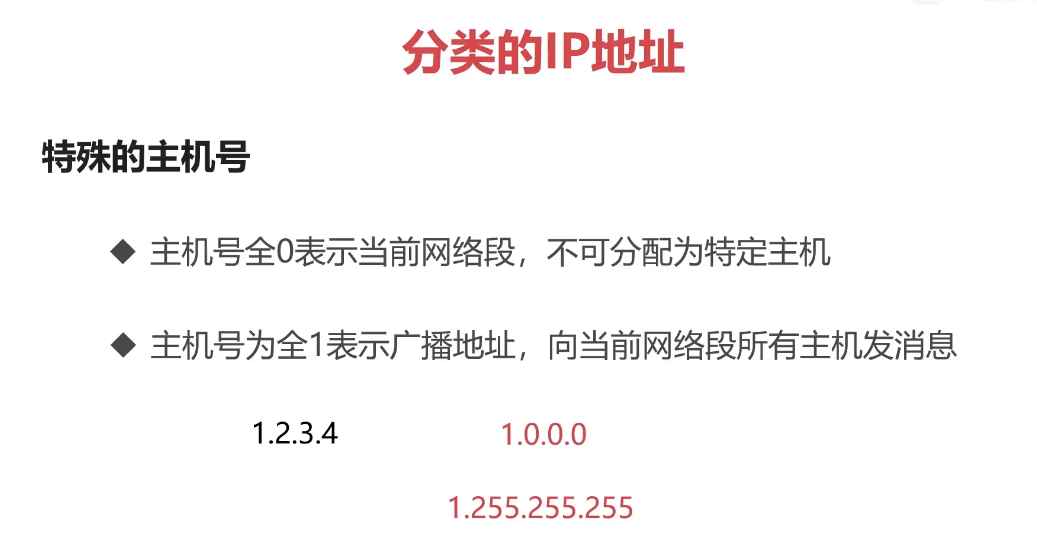 分类的IP地址
特殊的主机号
◆ 主机号全0表示当前网络段，不可分配为特定主机
◆ 主机号为全1表示广播地址，向当前网络段所有主机发消息
1.2.3.4 1.0.0.0
1.255.255.255